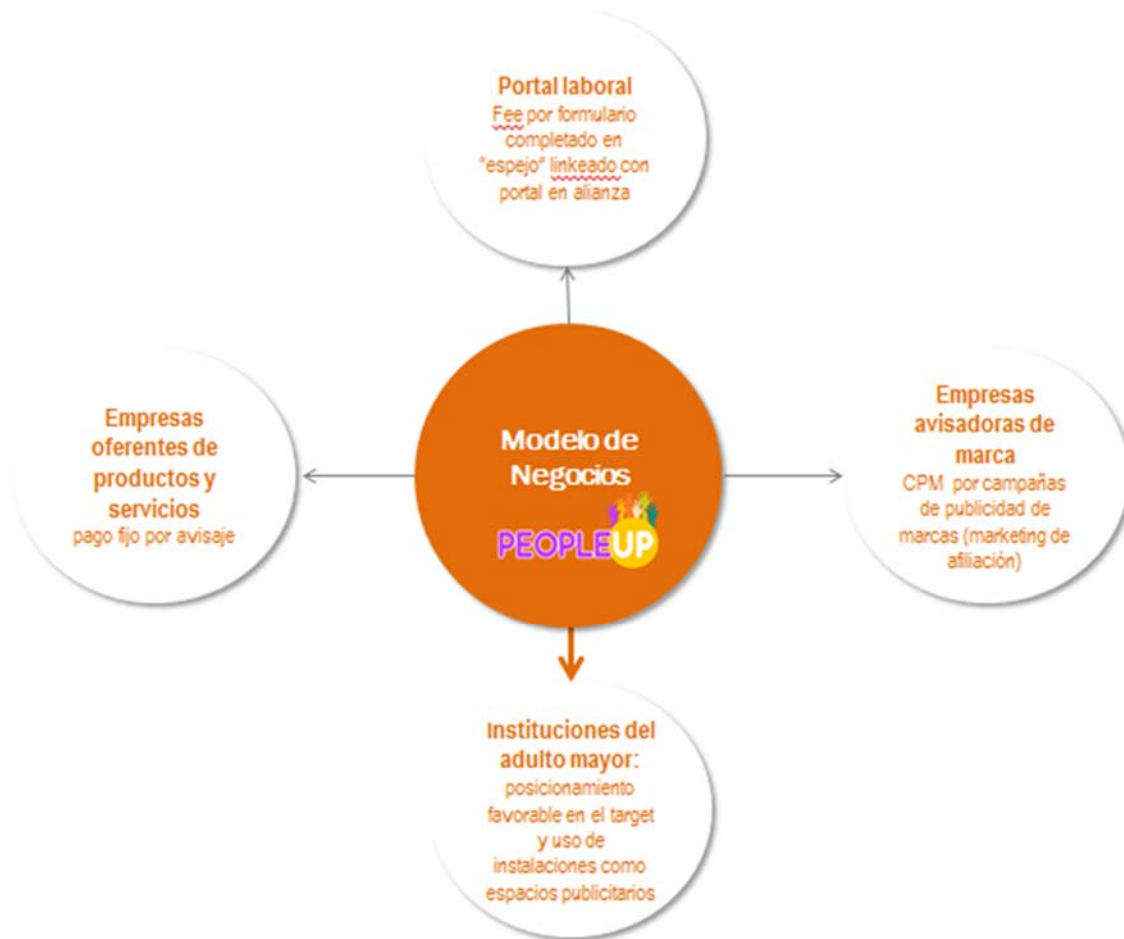 Portal laboral
Fee por formulario
completado en
"espejo" linkeado con
portal en alianza
Empresas
oferentes de
productos y
servicios
pago fijo por avisaje
Modelo de
Negocios
PEOPLEUP
Empresas
avisadoras de
marca
CPM por campañas
de publicidad de
marcas (marketing de
afiliación)
Instituciones del
adulto mayor:
posicionamiento
favorable en el target
y uso de
instalaciones como
espacios publicitarios